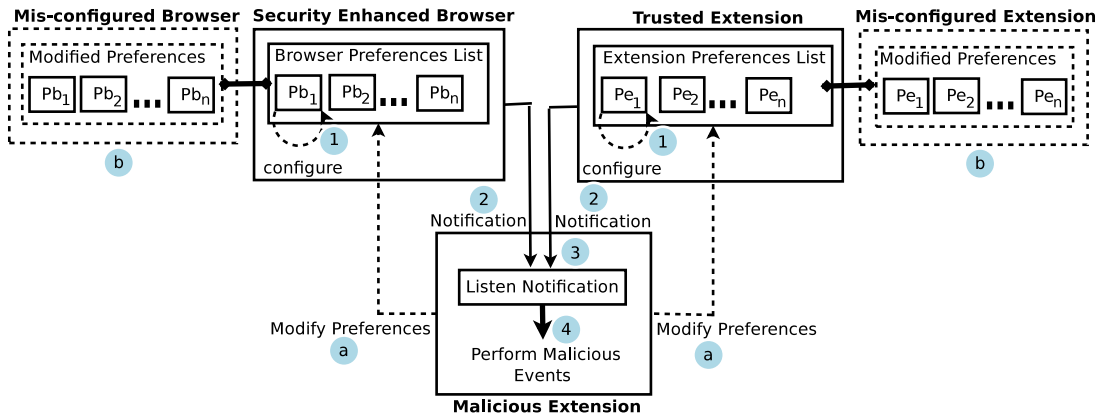 Mis-configured Browser
Security Enhanced Browser
Trusted Extension
Mis-configured Extension
Modified Preferences
Pb1 Pb2 ... Pbn
b
Browser Preferences List
Pb1 Pb2 ... Pbn
1
configure
Extension Preferences List
Pe1 Pe2 ... Pen
1
configure
Modified Preferences
Pe1 Pe2 ... Pen
b
2
Notification
2
Notification
3
Listen Notification
4
Perform Malicious
Events
Modify Preferences
a
Modify Preferences
a
Malicious Extension